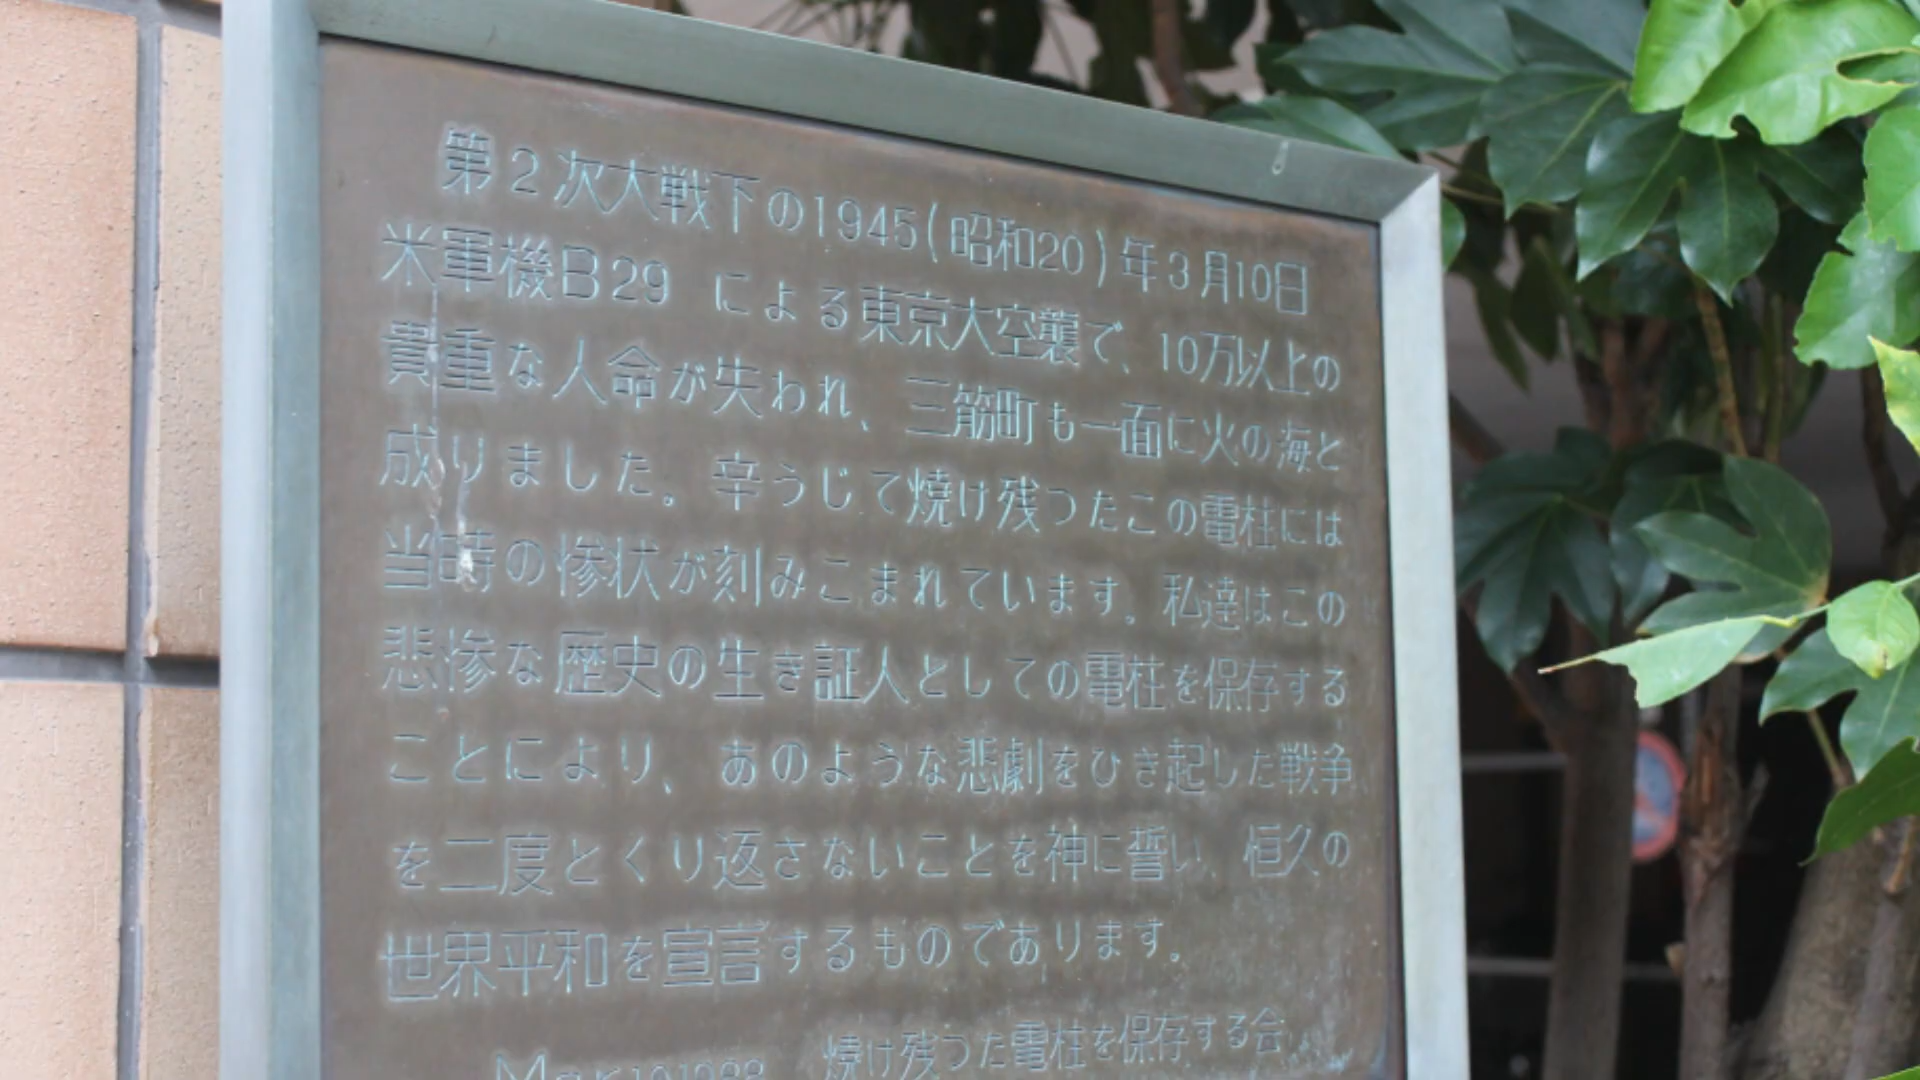 第2次大戦下の1945(昭和20)年3月10日
米軍機B29 による東京大空襲で、10万以上の
貴重な人命が失われ、三筋町も一面に火の海と
成りました。辛うじて焼け残つたこの電柱には
当時の惨状が刻みこまれています。私達はこの
悲惨な歴史の生き証人としての電柱を保存する
ことにより、あのような悲劇をひき起した戦争
を二度とくり返さないことを神に誓い、恒久の
世界平和を宣言するものであります。
焼け残つた電柱を保存する会